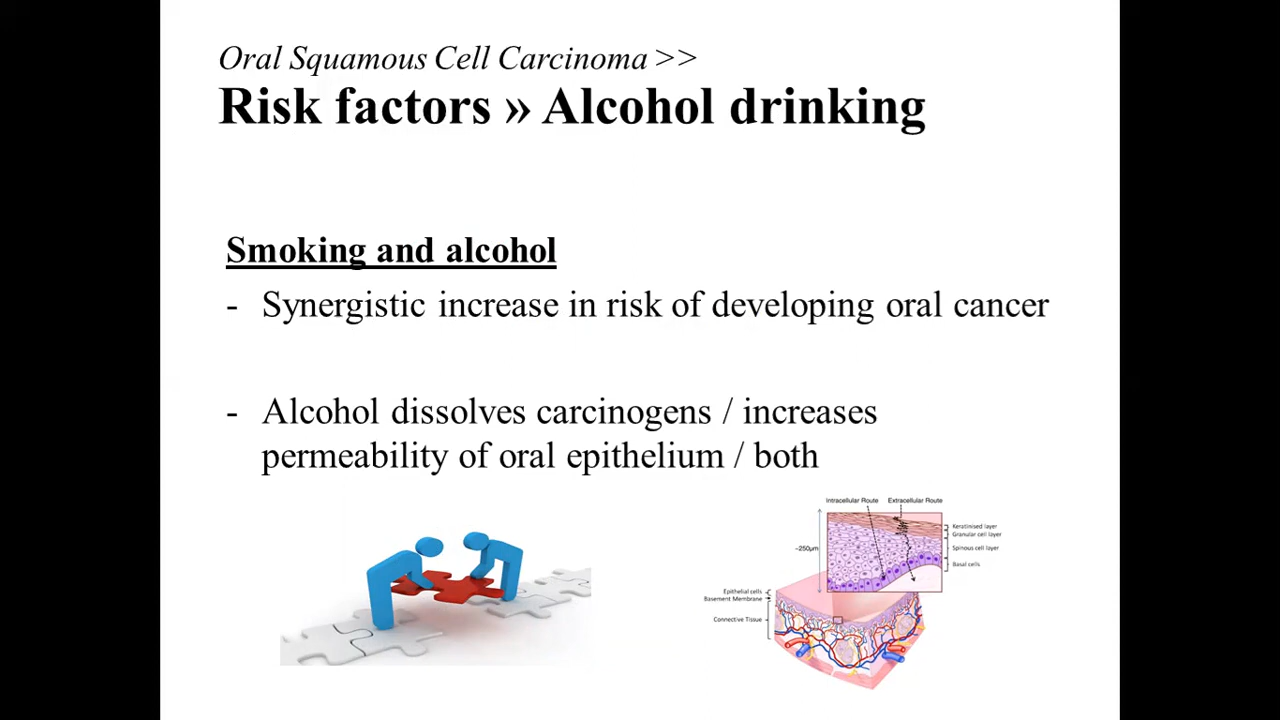 Oral Squamous Cell Carcinoma >>
Risk factors » Alcohol drinking
Smoking and alcohol
- Synergistic increase in risk of developing oral cancer
- Alcohol dissolves carcinogens / increases
permeability of oral epithelium / both
Intracellular Route Extracellular Route
Keratinised layer
Granular cell layer
~250µm
Spinous cell layer
Basal cells
Epithelial cells
Basement Membrane
Connective Tissue